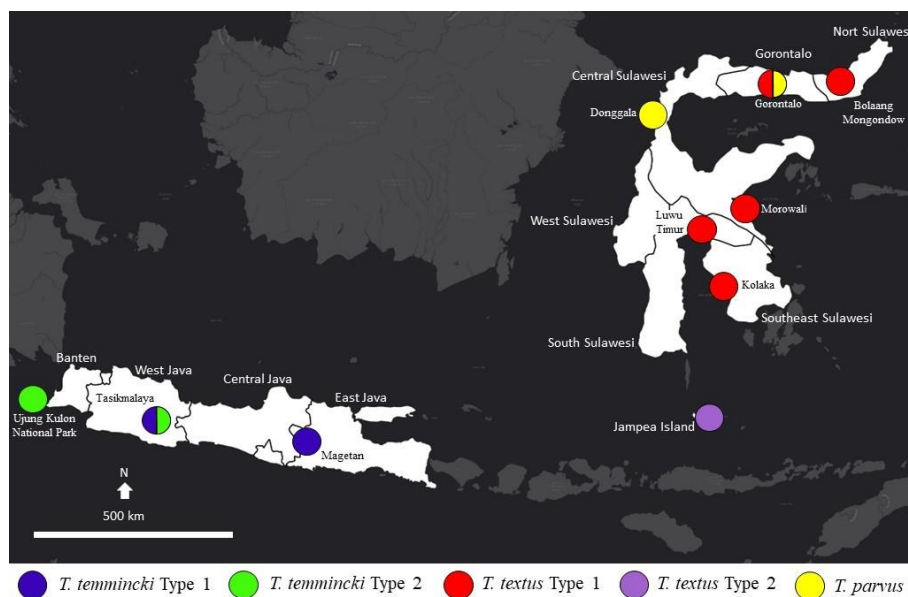 Nort Sulawes
Gorontalo
Central Sulawesi
Gorontalo
Bolaang
Mongondow
Donggala
Morowali
West Sulawesi
Luwu
Timur
Kolaka
Southeast Sulawesi
South Sulawesi
Banten
West Java
Central Java
Tasikmalaya
East Java
Ujung Kulon
National Park
Jampea Island
Magetan
N
500 km
T. temmincki Type 1
T. temmincki Type 2
T. textus Type 1
T. textus Type 2
T. parvus